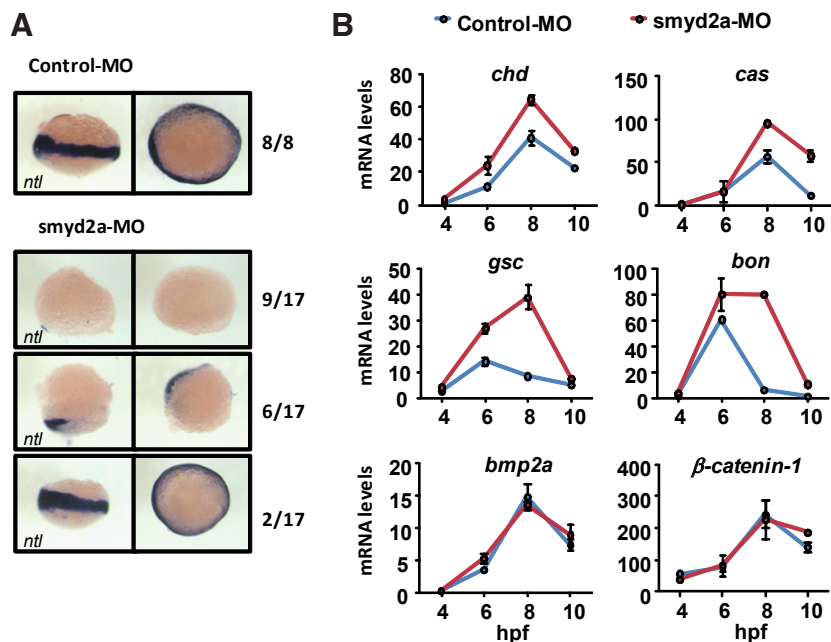 A
Control-MO
ntl
8/8
smyd2a-MO
ntl
9/17
ntl
6/17
ntl
2/17
B
Control-MO
smyd2a-MO
chd
mRNA levels
80
60
40
20
0
4 6 8 10
cas
150
100
50
0
4 6 8 10
gsc
mRNA levels
50
40
30
20
10
0
4 6 8 10
bon
100
80
60
40
20
0
4 6 8 10
bmp2a
mRNA levels
20
15
10
5
0
4 6 8 10
hpf
β-catenin-1
400
300
200
100
0
4 6 8 10
hpf